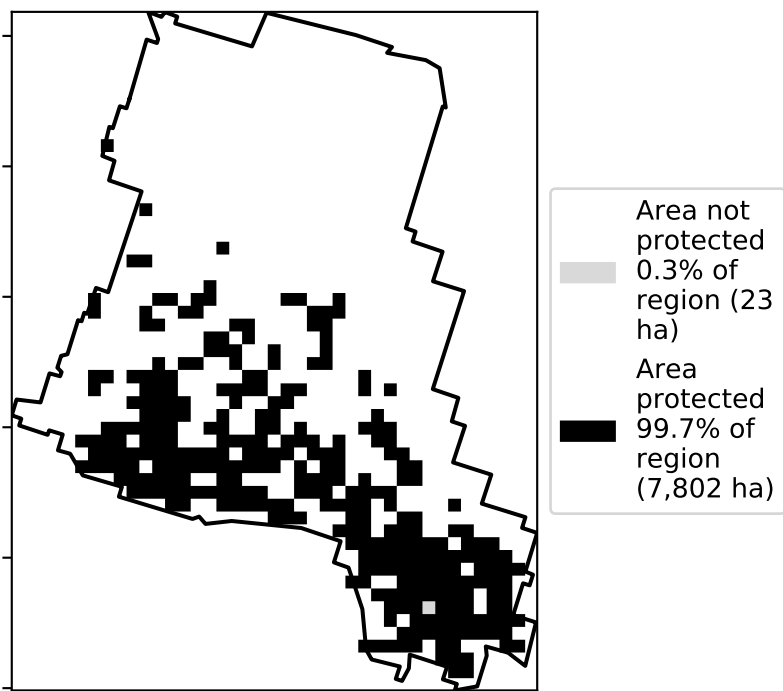 Area not
protected
0.3% of
region (23
ha)
Area
protected
99.7% of
region
(7,802 ha)